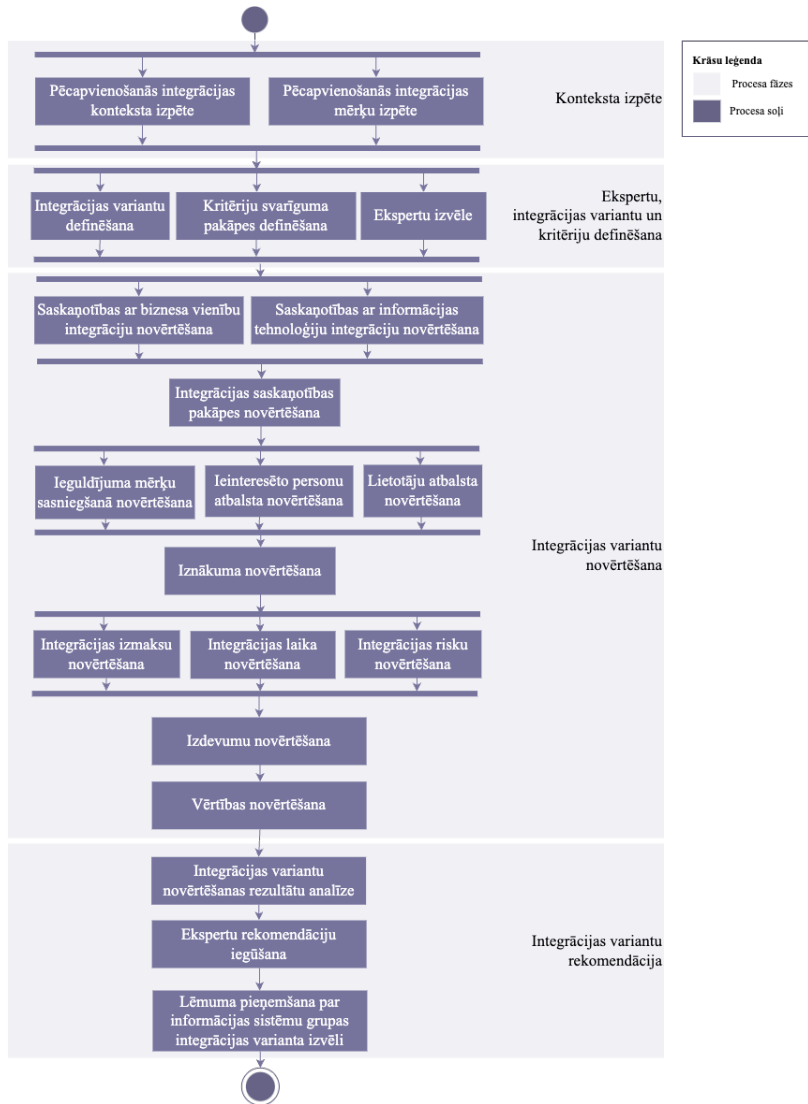 Pēcapvienošanās integrācijas
konteksta izpēte
Pēcapvienošanās integrācijas
mērķu izpēte
Konteksta izpēte
Krāsu leģenda
Procesa fāzes
Procesa soļi
Integrācijas variantu
definēšana
Kritēriju svarīguma
pakāpes definēšana
Ekspertu izvēle
Ekspertu,
integrācijas variantu un
kritēriju definēšana
Saskaņotības ar biznesa vienību
integrāciju novērtēšana
Saskaņotības ar informācijas
tehnoloģiju integrāciju novērtēšana
Integrācijas saskaņotības
pakāpes novērtēšana
Ieguldījuma mērķu
sasniegšanā novērtēšana
Ieinteresēto personu
atbalsta novērtēšana
Lietotāju atbalsta
novērtēšana
Iznākuma novērtēšana
Integrācijas variantu
novērtēšana
Integrācijas izmaksu
novērtēšana
Integrācijas laika
novērtēšana
Integrācijas risku
novērtēšana
Izdevumu novērtēšana
Vērtības novērtēšana
Integrācijas variantu
novērtēšanas rezultātu analīze
Ekspertu rekomendāciju
iegūšana
Integrācijas variantu
rekomendācija
Lēmuma pieņemšana par
informācijas sistēmu grupas
integrācijas varianta izvēli